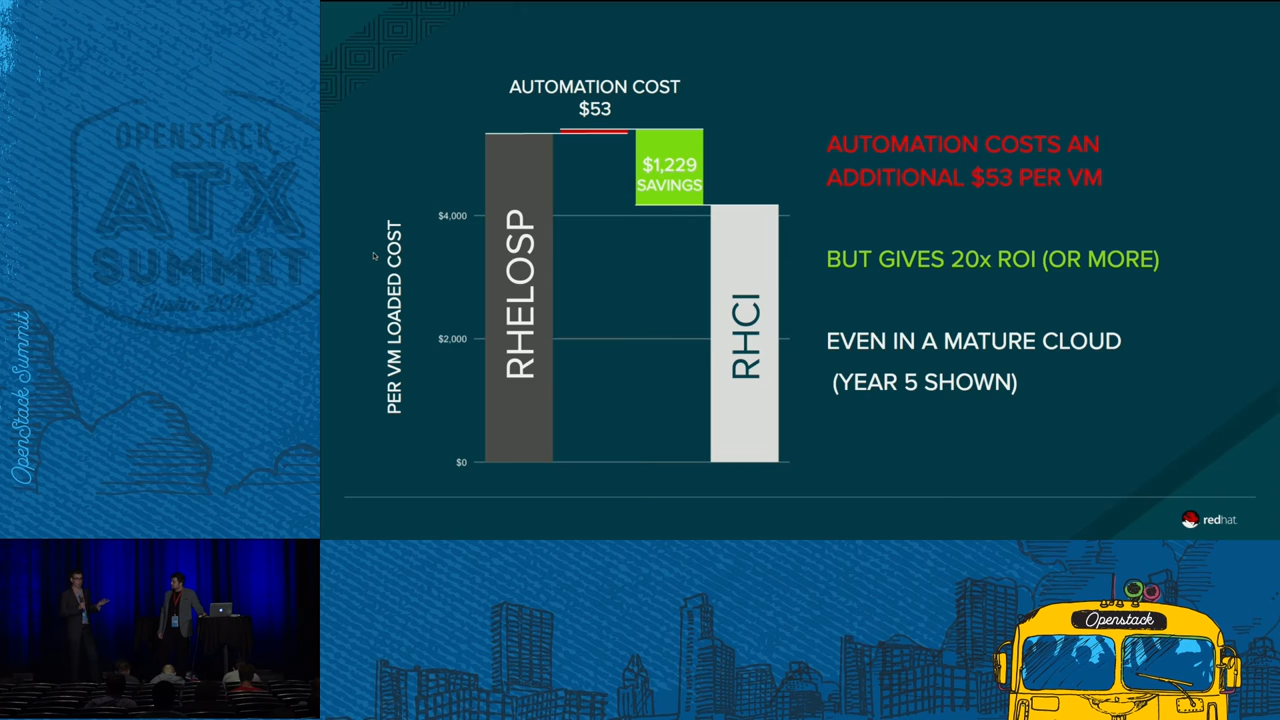 OPENSTACK
ATX
SUMMIT
Austin 2016
OpenStack Summit
AUTOMATION COST
$53
$1,229
SAVINGS
PER VM LOADED COST
$4,000
$2,000
$0
RHELOSP
RHCI
AUTOMATION COSTS AN
ADDITIONAL $53 PER VM
BUT GIVES 20x ROI (OR MORE)
EVEN IN A MATURE CLOUD
(YEAR 5 SHOWN)
redhat.
Openstack